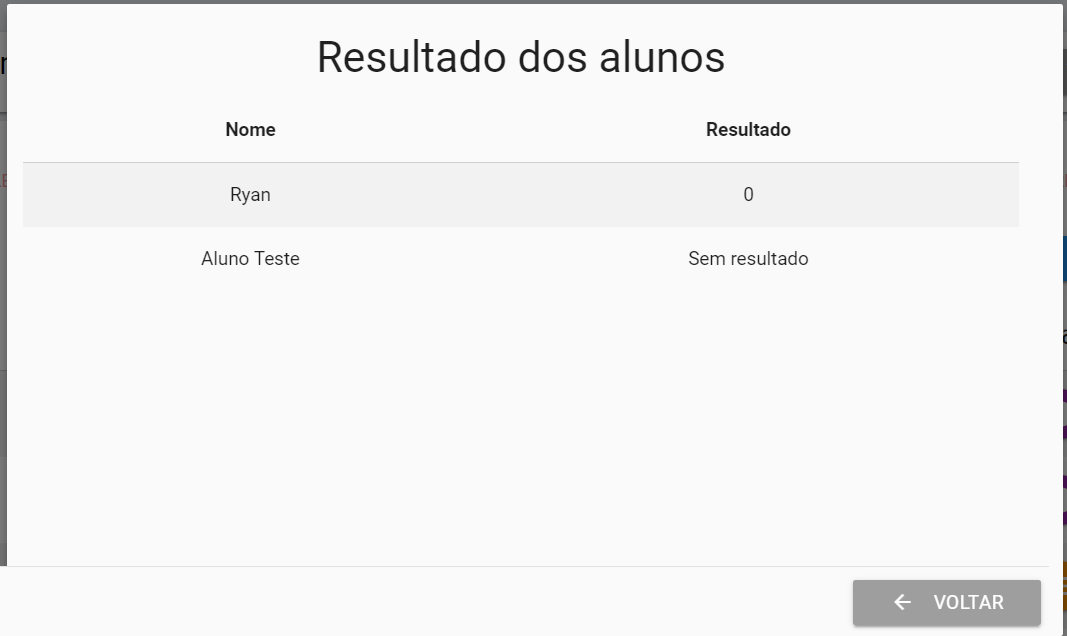 Resultado dos alunos
Nome Resultado
Ryan 0
Aluno Teste Sem resultado
VOLTAR